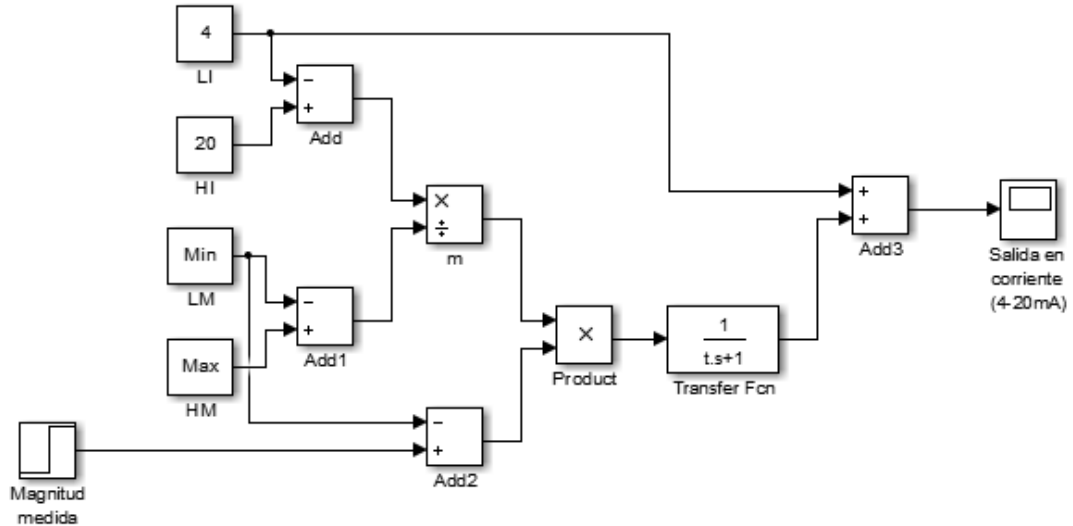 4
LI
−
+
Add
20
HI
×
÷
m
Min
LM
−
+
Add1
Max
HM
+
+
Add3
Salida en
corriente
(4-20mA)
×
Product
1
t.s+1
Transfer Fcn
−
+
Add2
Magnitud
medida